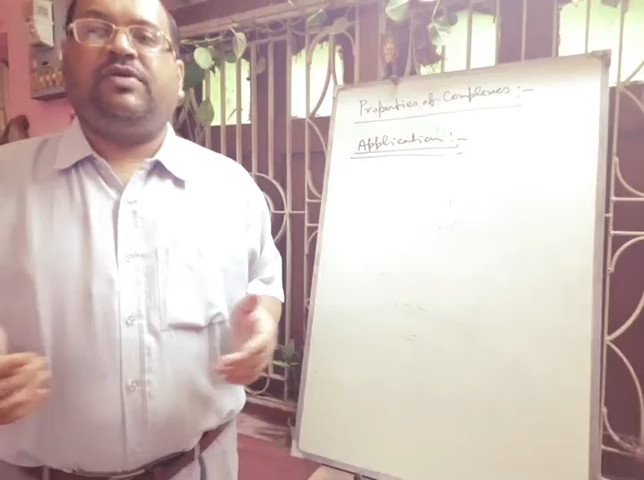 Properties of Complexes :-
Application :-